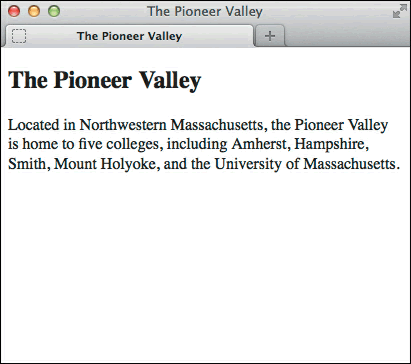 The Pioneer Valley
The Pioneer Valley
The Pioneer Valley
Located in Northwestern Massachusetts, the Pioneer Valley
is home to five colleges, including Amherst, Hampshire,
Smith, Mount Holyoke, and the University of Massachusetts.